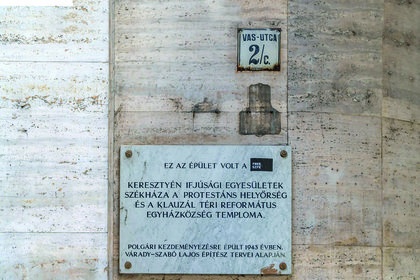 VAS-UTCA
2/c.
EZ AZ ÉPÜLET VOLT A
KERESZTYÉN IFJÚSÁGI EGYESÜLETEK
SZÉKHÁZA A PROTESTÁNS HELYŐRSÉG
ÉS A KLAUZÁL TÉRI REFORMÁTUS
EGYHÁZKÖZSÉG TEMPLOMA.
POLGÁRI KEZDEMÉNYEZÉSRE ÉPÜLT 1943 ÉVBEN,
VÁRADY-SZABÓ LAJOS ÉPÍTÉSZ TERVEI ALAPJÁN.